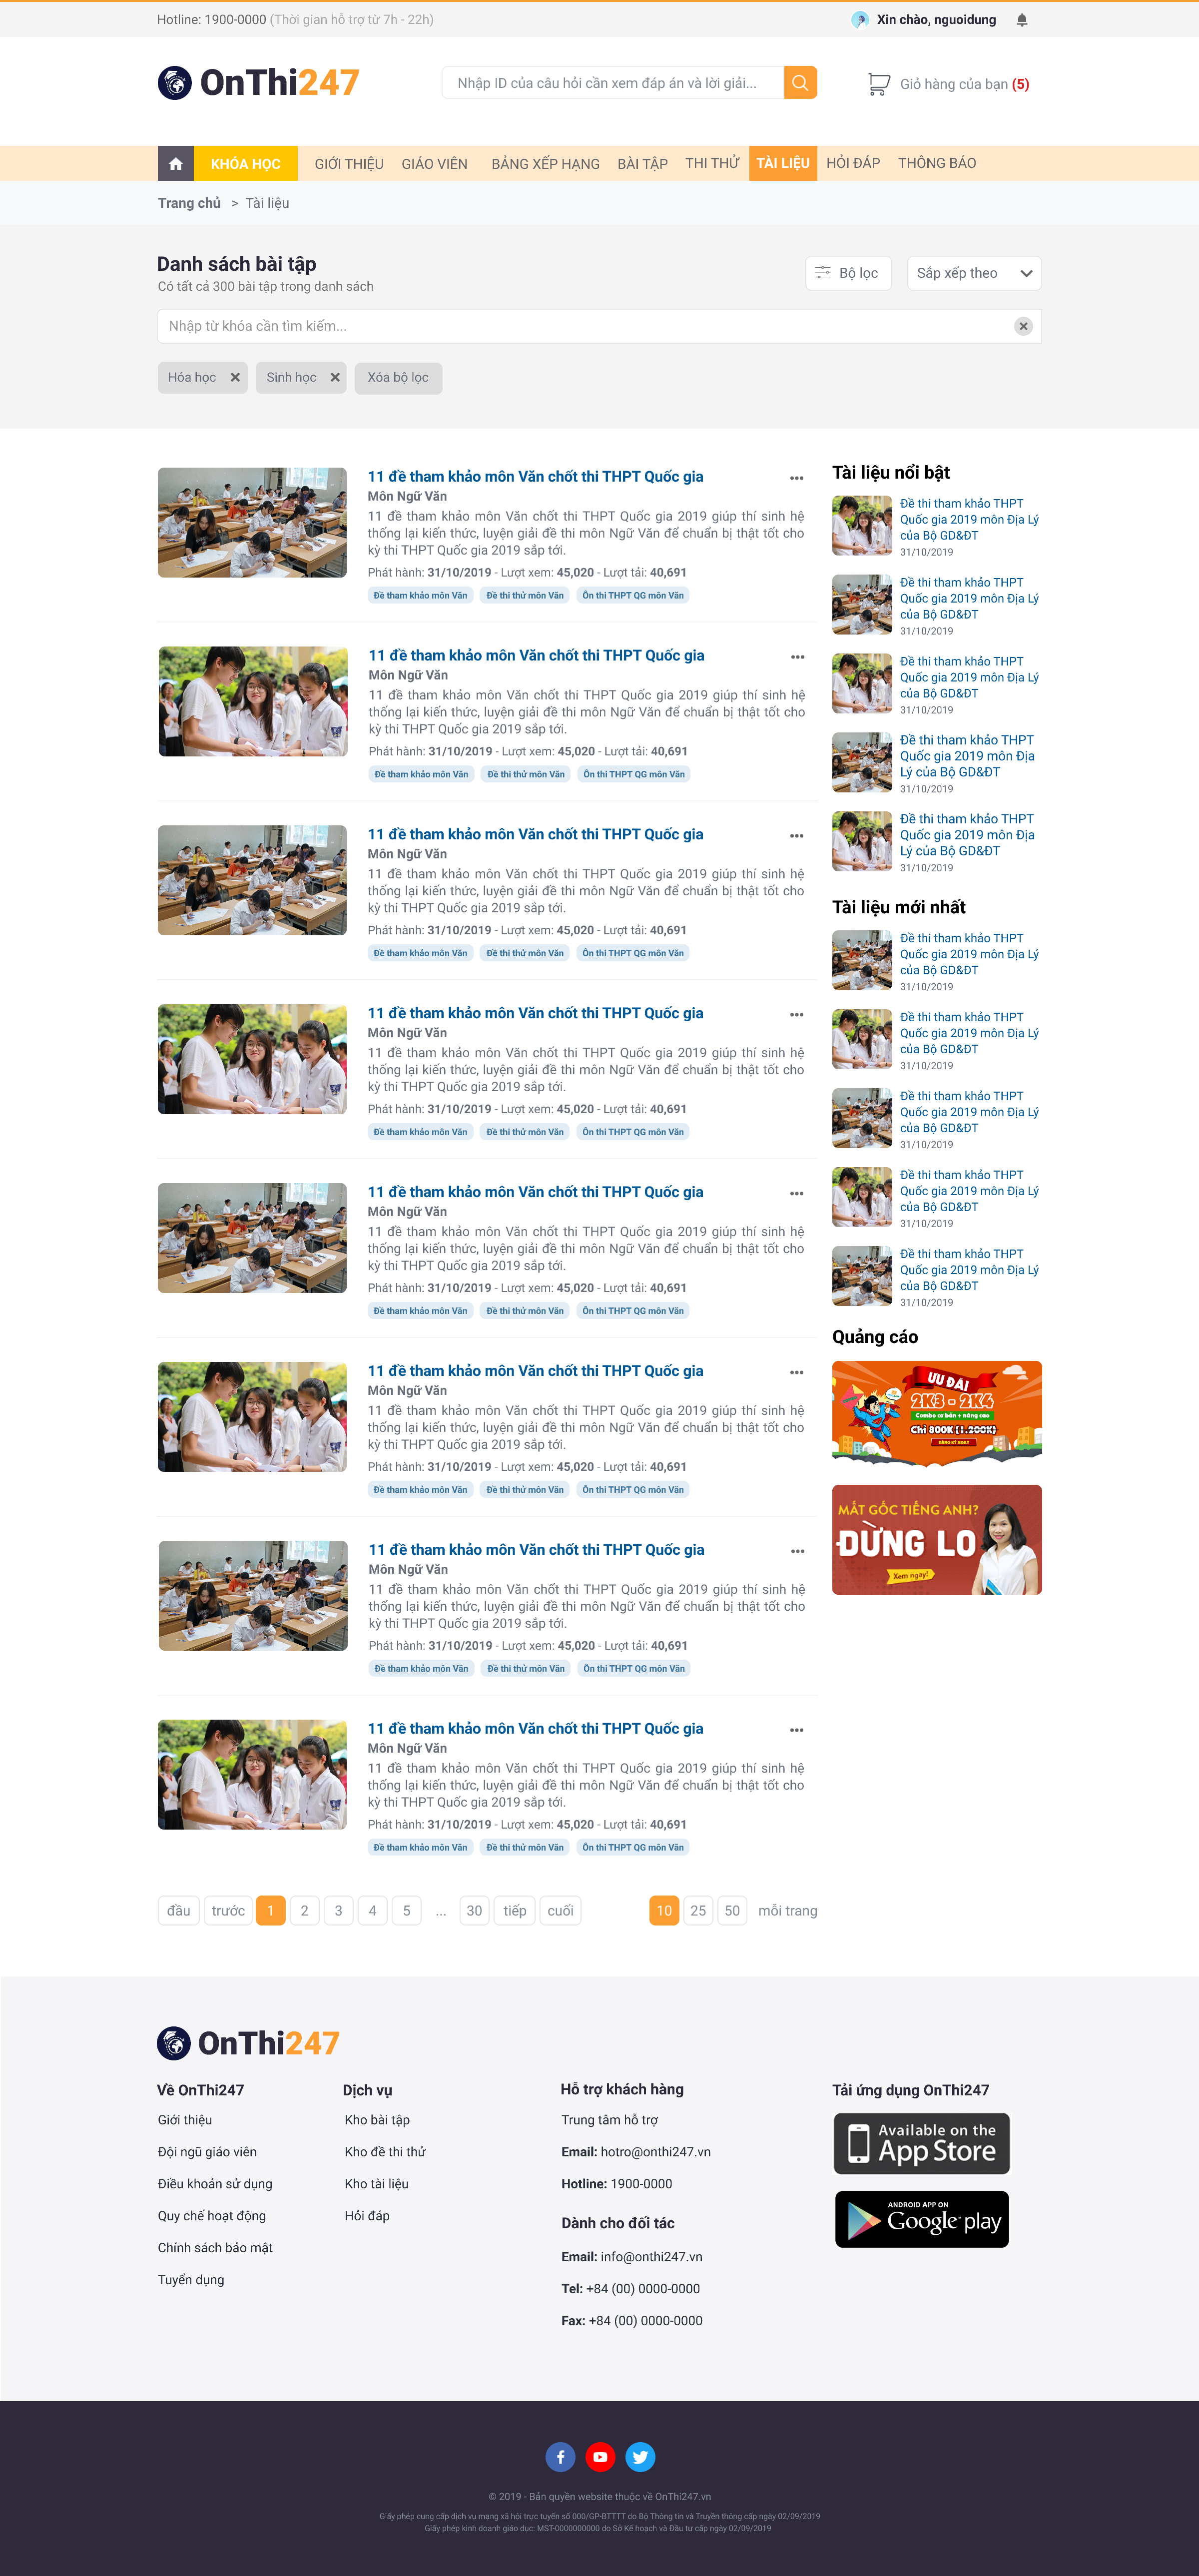 Hotline: 1900-0000 (Thời gian hỗ trợ từ 7h - 22h)
Xin chào, nguoidung
OnThi247
Nhập ID của câu hỏi cần xem đáp án và lời giải...
Giỏ hàng của bạn (5)
KHÓA HỌC GIỚI THIỆU GIÁO VIÊN BẢNG XẾP HẠNG BÀI TẬP THI THỬ TÀI LIỆU HỎI ĐÁP THÔNG BÁO
Trang chủ > Tài liệu
Danh sách bài tập
Có tất cả 300 bài tập trong danh sách
Bộ lọc
Sắp xếp theo
Nhập từ khóa cần tìm kiếm...
Hóa học
Sinh học
Xóa bộ lọc
11 đề tham khảo môn Văn chốt thi THPT Quốc gia
Môn Ngữ Văn
11 đề tham khảo môn Văn chốt thi THPT Quốc gia 2019 giúp thí sinh hệ
thống lại kiến thức, luyện giải đề thi môn Ngữ Văn để chuẩn bị thật tốt cho
kỳ thi THPT Quốc gia 2019 sắp tới.
Phát hành: 31/10/2019 - Lượt xem: 45,020 - Lượt tải: 40,691
Đề tham khảo môn Văn Đề thi thử môn Văn Ôn thi THPT QG môn Văn
11 đề tham khảo môn Văn chốt thi THPT Quốc gia
Môn Ngữ Văn
11 đề tham khảo môn Văn chốt thi THPT Quốc gia 2019 giúp thí sinh hệ
thống lại kiến thức, luyện giải đề thi môn Ngữ Văn để chuẩn bị thật tốt cho
kỳ thi THPT Quốc gia 2019 sắp tới.
Phát hành: 31/10/2019 - Lượt xem: 45,020 - Lượt tải: 40,691
Đề tham khảo môn Văn Đề thi thử môn Văn Ôn thi THPT QG môn Văn
11 đề tham khảo môn Văn chốt thi THPT Quốc gia
Môn Ngữ Văn
11 đề tham khảo môn Văn chốt thi THPT Quốc gia 2019 giúp thí sinh hệ
thống lại kiến thức, luyện giải đề thi môn Ngữ Văn để chuẩn bị thật tốt cho
kỳ thi THPT Quốc gia 2019 sắp tới.
Phát hành: 31/10/2019 - Lượt xem: 45,020 - Lượt tải: 40,691
Đề tham khảo môn Văn Đề thi thử môn Văn Ôn thi THPT QG môn Văn
11 đề tham khảo môn Văn chốt thi THPT Quốc gia
Môn Ngữ Văn
11 đề tham khảo môn Văn chốt thi THPT Quốc gia 2019 giúp thí sinh hệ
thống lại kiến thức, luyện giải đề thi môn Ngữ Văn để chuẩn bị thật tốt cho
kỳ thi THPT Quốc gia 2019 sắp tới.
Phát hành: 31/10/2019 - Lượt xem: 45,020 - Lượt tải: 40,691
Đề tham khảo môn Văn Đề thi thử môn Văn Ôn thi THPT QG môn Văn
11 đề tham khảo môn Văn chốt thi THPT Quốc gia
Môn Ngữ Văn
11 đề tham khảo môn Văn chốt thi THPT Quốc gia 2019 giúp thí sinh hệ
thống lại kiến thức, luyện giải đề thi môn Ngữ Văn để chuẩn bị thật tốt cho
kỳ thi THPT Quốc gia 2019 sắp tới.
Phát hành: 31/10/2019 - Lượt xem: 45,020 - Lượt tải: 40,691
Đề tham khảo môn Văn Đề thi thử môn Văn Ôn thi THPT QG môn Văn
11 đề tham khảo môn Văn chốt thi THPT Quốc gia
Môn Ngữ Văn
11 đề tham khảo môn Văn chốt thi THPT Quốc gia 2019 giúp thí sinh hệ
thống lại kiến thức, luyện giải đề thi môn Ngữ Văn để chuẩn bị thật tốt cho
kỳ thi THPT Quốc gia 2019 sắp tới.
Phát hành: 31/10/2019 - Lượt xem: 45,020 - Lượt tải: 40,691
Đề tham khảo môn Văn Đề thi thử môn Văn Ôn thi THPT QG môn Văn
11 đề tham khảo môn Văn chốt thi THPT Quốc gia
Môn Ngữ Văn
11 đề tham khảo môn Văn chốt thi THPT Quốc gia 2019 giúp thí sinh hệ
thống lại kiến thức, luyện giải đề thi môn Ngữ Văn để chuẩn bị thật tốt cho
kỳ thi THPT Quốc gia 2019 sắp tới.
Phát hành: 31/10/2019 - Lượt xem: 45,020 - Lượt tải: 40,691
Đề tham khảo môn Văn Đề thi thử môn Văn Ôn thi THPT QG môn Văn
11 đề tham khảo môn Văn chốt thi THPT Quốc gia
Môn Ngữ Văn
11 đề tham khảo môn Văn chốt thi THPT Quốc gia 2019 giúp thí sinh hệ
thống lại kiến thức, luyện giải đề thi môn Ngữ Văn để chuẩn bị thật tốt cho
kỳ thi THPT Quốc gia 2019 sắp tới.
Phát hành: 31/10/2019 - Lượt xem: 45,020 - Lượt tải: 40,691
Đề tham khảo môn Văn Đề thi thử môn Văn Ôn thi THPT QG môn Văn
đầu trước 1 2 3 4 5 ... 30 tiếp cuối
10 25 50 mỗi trang
Tài liệu nổi bật
Đề thi tham khảo THPT
Quốc gia 2019 môn Địa Lý
của Bộ GD&ĐT
31/10/2019
Đề thi tham khảo THPT
Quốc gia 2019 môn Địa Lý
của Bộ GD&ĐT
31/10/2019
Đề thi tham khảo THPT
Quốc gia 2019 môn Địa Lý
của Bộ GD&ĐT
31/10/2019
Đề thi tham khảo THPT
Quốc gia 2019 môn Địa
Lý của Bộ GD&ĐT
31/10/2019
Đề thi tham khảo THPT
Quốc gia 2019 môn Địa
Lý của Bộ GD&ĐT
31/10/2019
Tài liệu mới nhất
Đề thi tham khảo THPT
Quốc gia 2019 môn Địa Lý
của Bộ GD&ĐT
31/10/2019
Đề thi tham khảo THPT
Quốc gia 2019 môn Địa Lý
của Bộ GD&ĐT
31/10/2019
Đề thi tham khảo THPT
Quốc gia 2019 môn Địa Lý
của Bộ GD&ĐT
31/10/2019
Đề thi tham khảo THPT
Quốc gia 2019 môn Địa Lý
của Bộ GD&ĐT
31/10/2019
Đề thi tham khảo THPT
Quốc gia 2019 môn Địa Lý
của Bộ GD&ĐT
31/10/2019
Quảng cáo
ƯU ĐÃI
2K3 - 2K4
Combo cơ bản + nâng cao
Chỉ 800K (1.200K)
ĐĂNG KÝ NGAY
MẤT GỐC TIẾNG ANH?
ĐỪNG LO
Xem ngay!
OnThi247
Về OnThi247
Giới thiệu
Đội ngũ giáo viên
Điều khoản sử dụng
Quy chế hoạt động
Chính sách bảo mật
Tuyển dụng
Dịch vụ
Kho bài tập
Kho đề thi thử
Kho tài liệu
Hỏi đáp
Hỗ trợ khách hàng
Trung tâm hỗ trợ
Email: hotro@onthi247.vn
Hotline: 1900-0000
Dành cho đối tác
Email: info@onthi247.vn
Tel: +84 (00) 0000-0000
Fax: +84 (00) 0000-0000
Tải ứng dụng OnThi247
Available on the
App Store
ANDROID APP ON
Google play
© 2019 - Bản quyền website thuộc về OnThi247.vn
Giấy phép cung cấp dịch vụ mạng xã hội trực tuyến số 000/GP-BTTTT do Bộ Thông tin và Truyền thông cấp ngày 02/09/2019
Giấy phép kinh doanh giáo dục: MST-0000000000 do Sở Kế hoạch và Đầu tư cấp ngày 02/09/2019